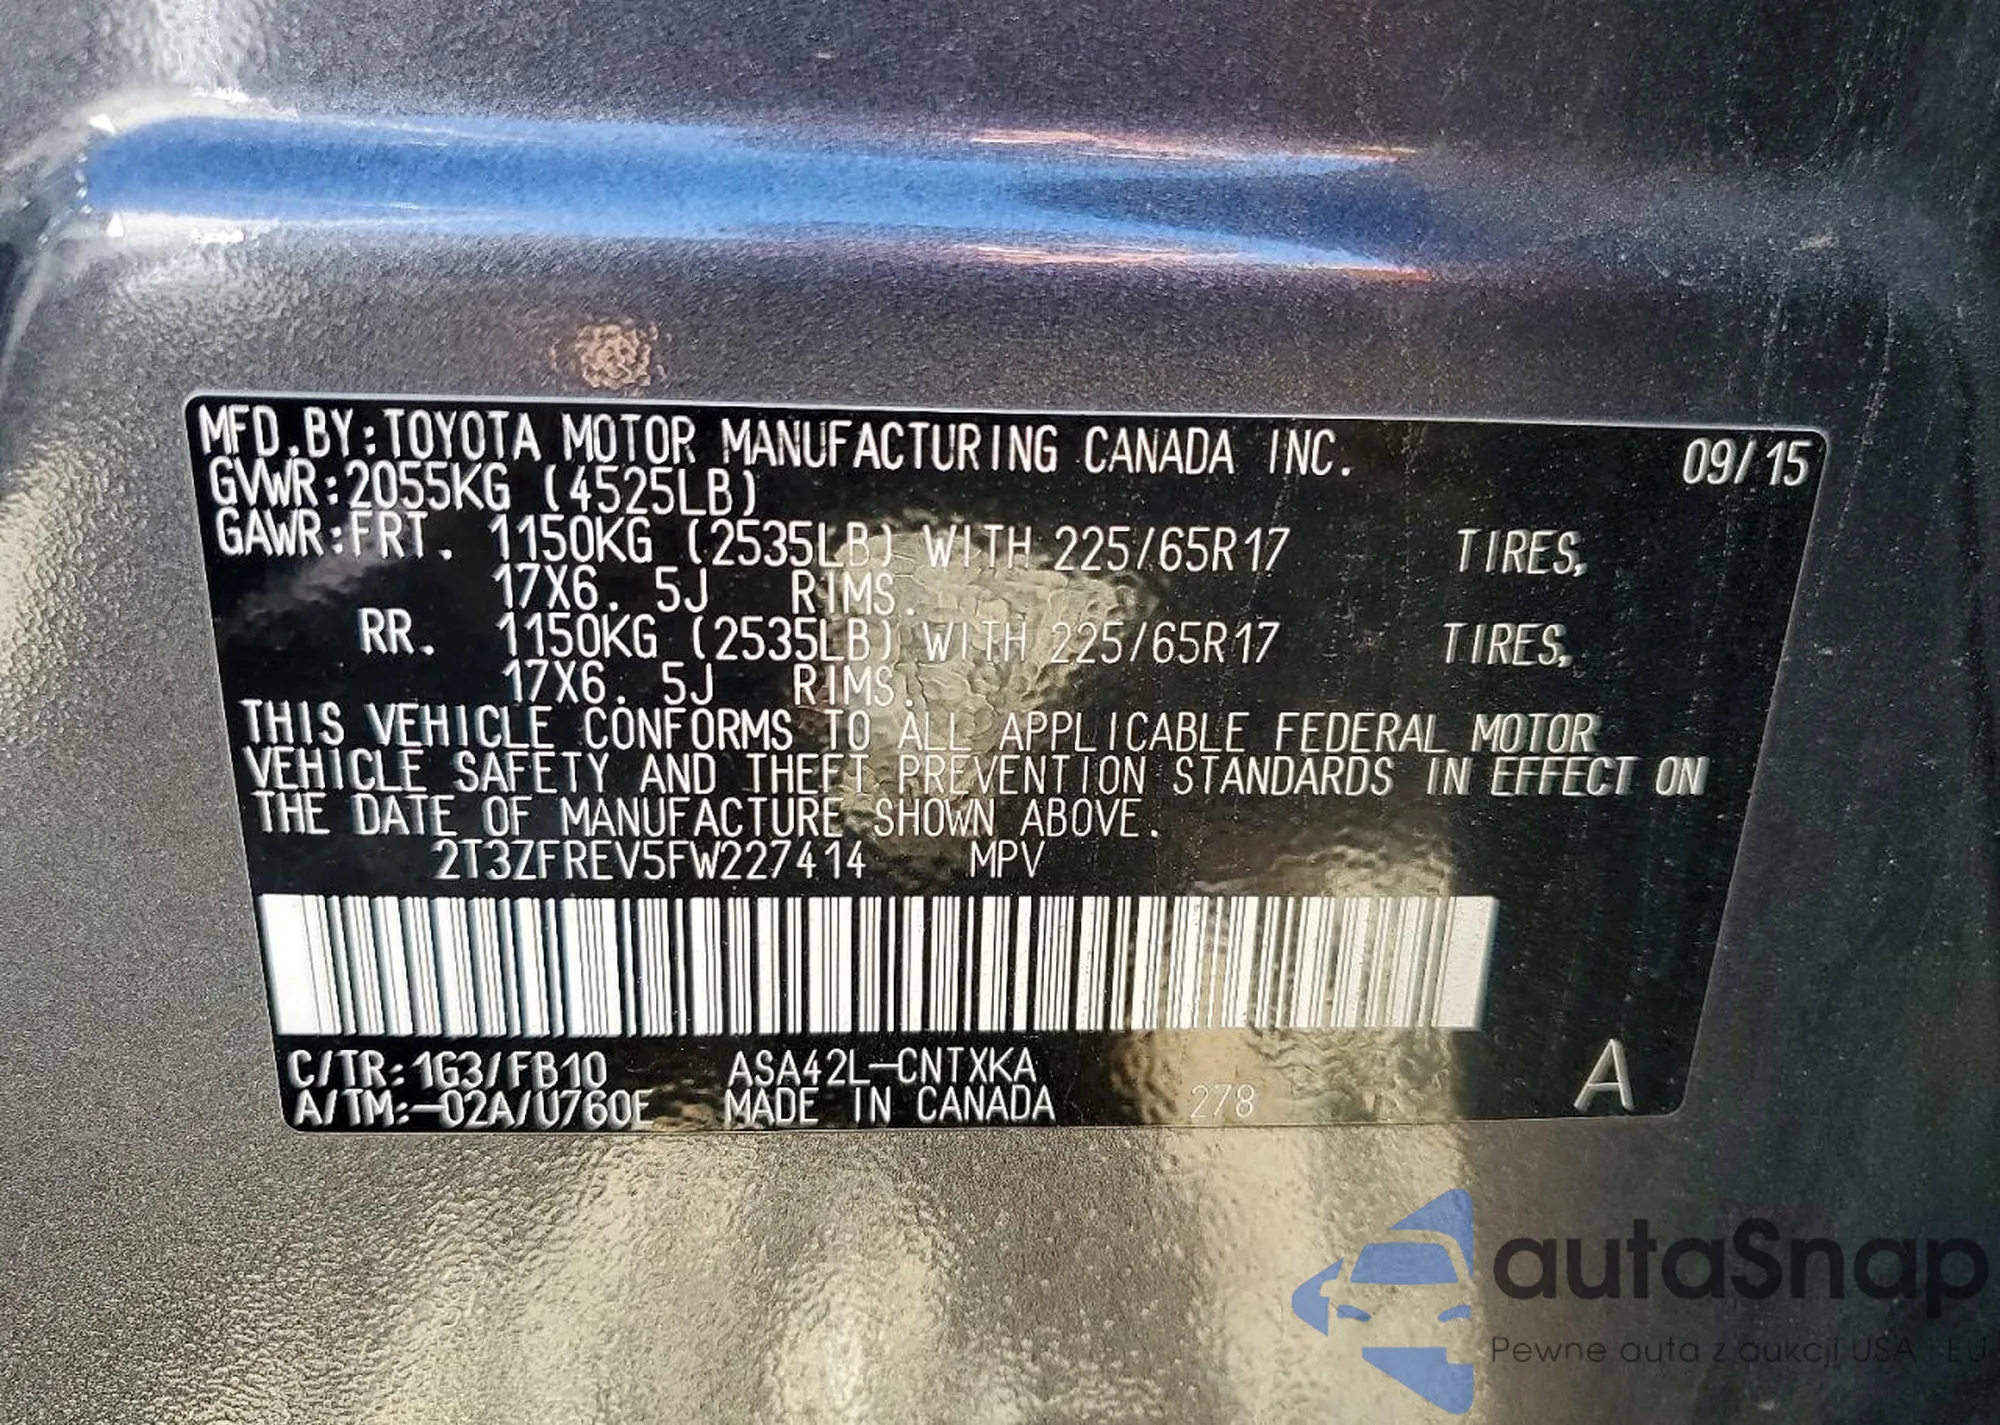 MFD.BY:TOYOTA MOTOR MANUFACTURING CANADA INC. 09/15
GVWR:2055KG (4525LB)
GAWR:FRT. 1150KG (2535LB) WITH 225/65R17 TIRES,
17X6.5J RIMS.
RR. 1150KG (2535LB) WITH 225/65R17 TIRES,
17X6.5J RIMS.
THIS VEHICLE CONFORMS TO ALL APPLICABLE FEDERAL MOTOR
VEHICLE SAFETY AND THEFT PREVENTION STANDARDS IN EFFECT ON
THE DATE OF MANUFACTURE SHOWN ABOVE.
2T3ZFREV5FW227414 MPV
C/TR:1G3/FB10 ASA42L-CNTXKA
A/TM:-02A/U760E MADE IN CANADA 278 A
autoSnap
Pewne auta z aukcji USA - EU